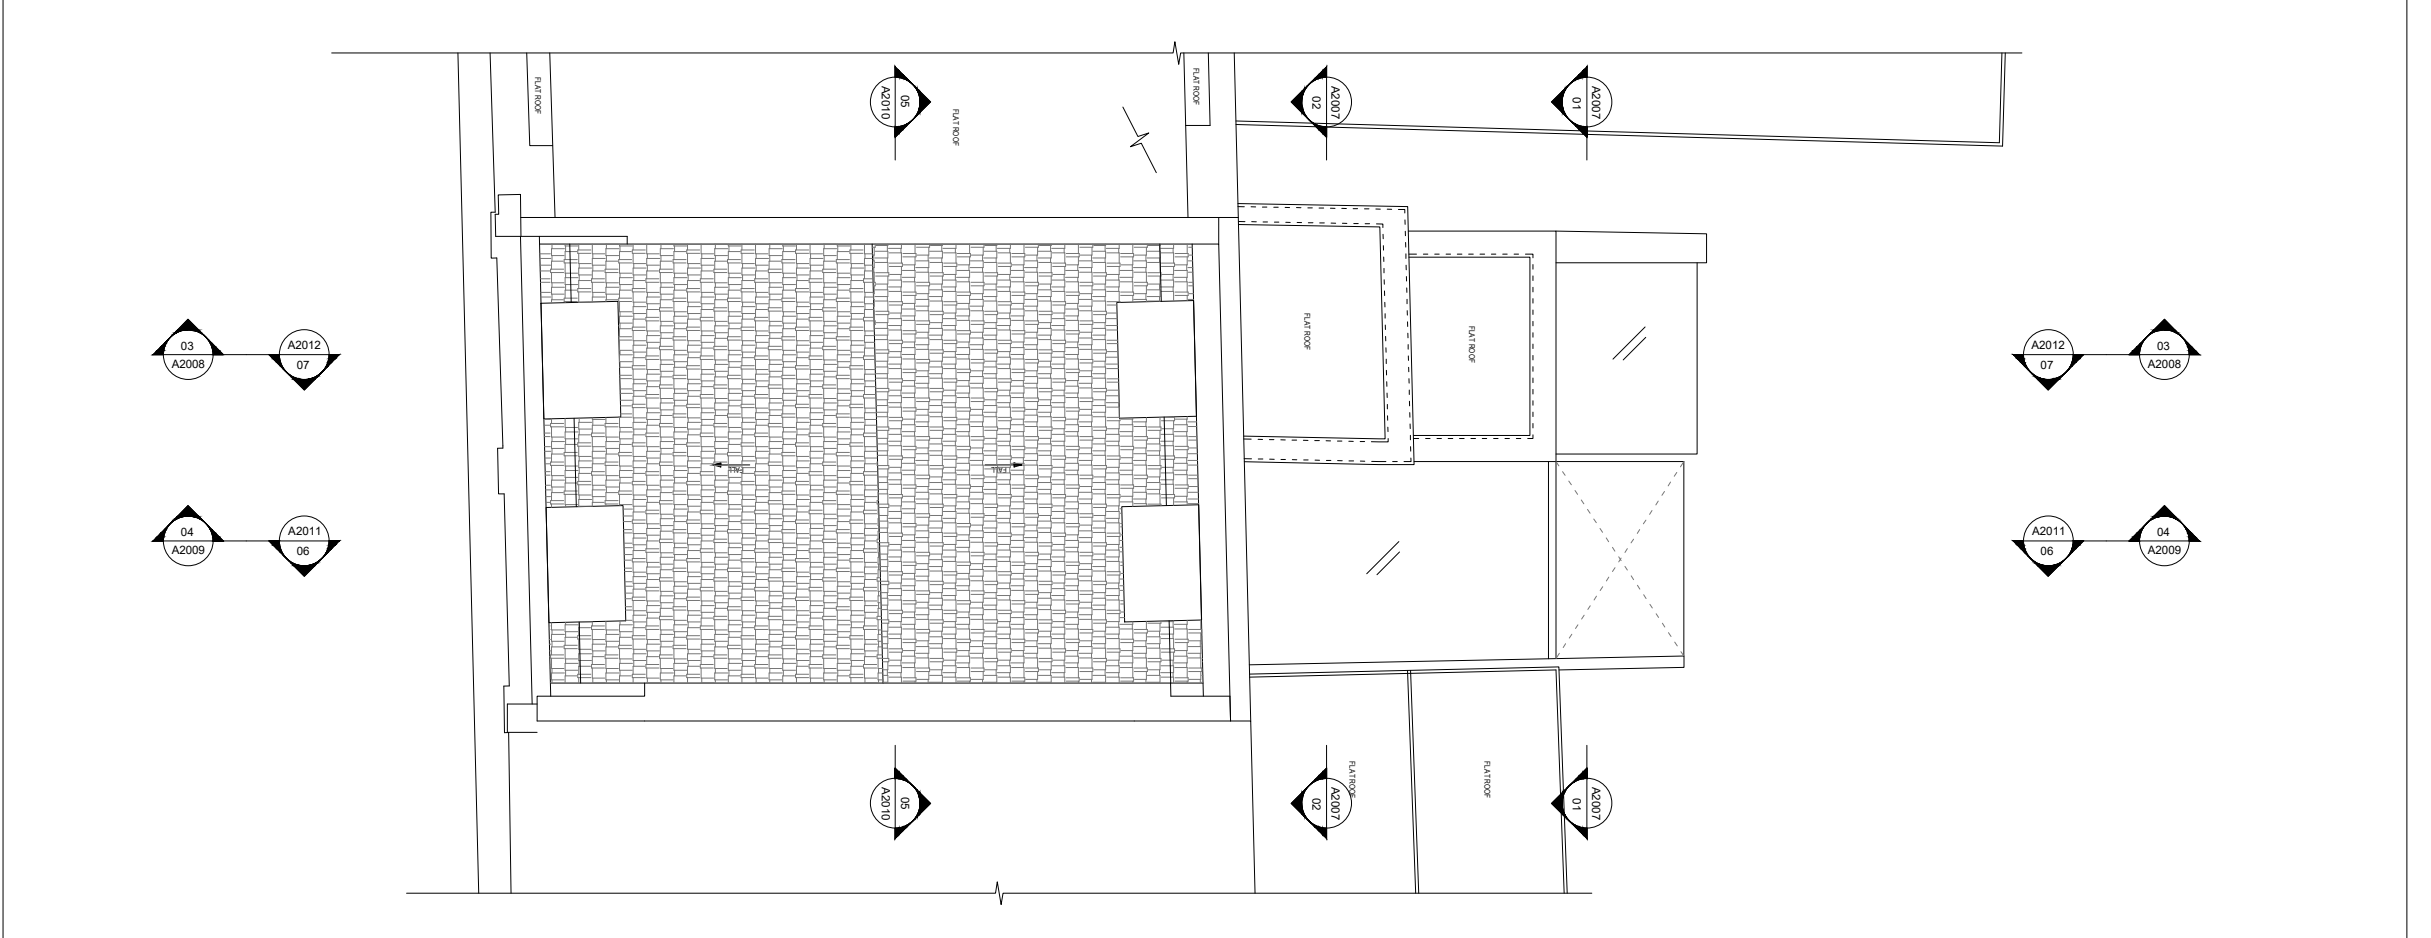 FLAT ROOF
05
A2010
FLAT ROOF
FLAT ROOF
A2007
02
A2007
01
03
A2008
A2012
07
FLAT ROOF
FLAT ROOF
A2012
07
03
A2008
FALL
FALL
04
A2009
A2011
06
A2011
06
04
A2009
05
A2010
A2007
02
FLAT ROOF
FLAT ROOF
A2007
01